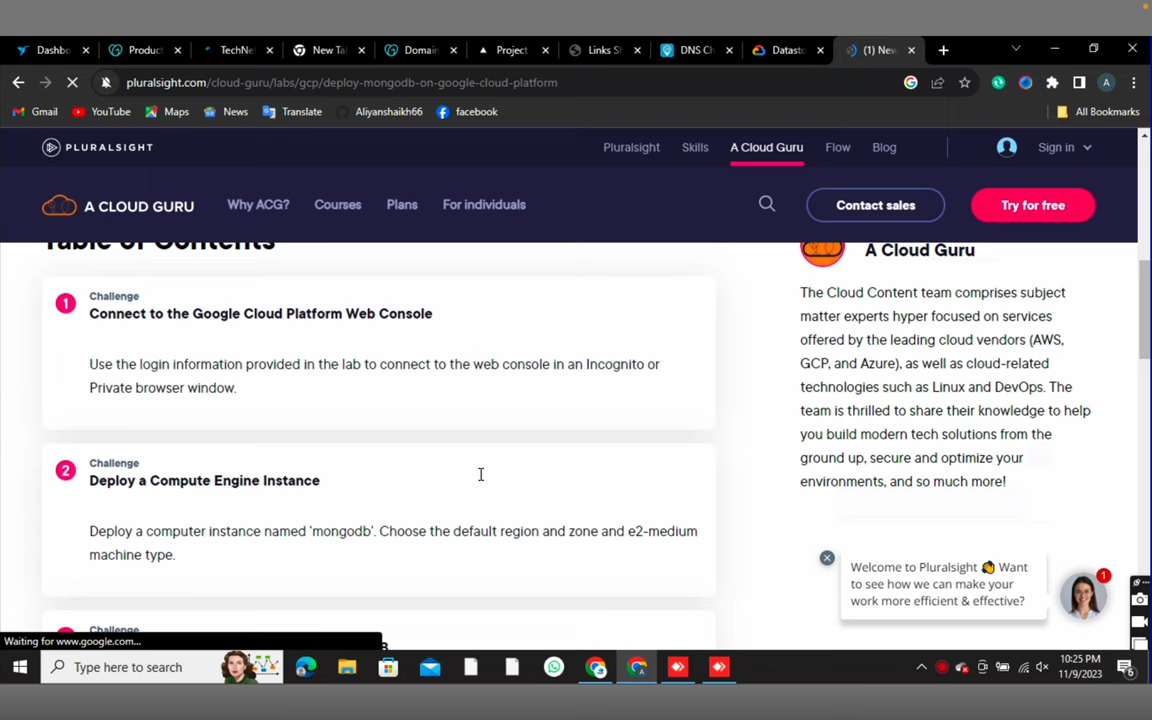 Dashbo
Product
TechNe
New Ta
Domain
Project
Links S
DNS Ch
Datasto
(1) New
pluralsight.com/cloud-guru/labs/gcp/deploy-mongodb-on-google-cloud-platform
A
Gmail
YouTube
Maps
News
Translate
Aliyanshaikh66
facebook
All Bookmarks
PLURALSIGHT
Pluralsight
Skills
A Cloud Guru
Flow
Blog
Sign in
A CLOUD GURU
Why ACG?
Courses
Plans
For individuals
Contact sales
Try for free
Table of Contents
1
Challenge
Connect to the Google Cloud Platform Web Console
Use the login information provided in the lab to connect to the web console in an Incognito or
Private browser window.
2
Challenge
Deploy a Compute Engine Instance
Deploy a computer instance named 'mongodb'. Choose the default region and zone and e2-medium
machine type.
Challenge
A Cloud Guru
The Cloud Content team comprises subject
matter experts hyper focused on services
offered by the leading cloud vendors (AWS,
GCP, and Azure), as well as cloud-related
technologies such as Linux and DevOps. The
team is thrilled to share their knowledge to help
you build modern tech solutions from the
ground up, secure and optimize your
environments, and so much more!
Welcome to Pluralsight 👏 Want
to see how we can make your
work more efficient & effective?
1
Waiting for www.google.com...
Type here to search
10:25 PM
11/9/2023
6